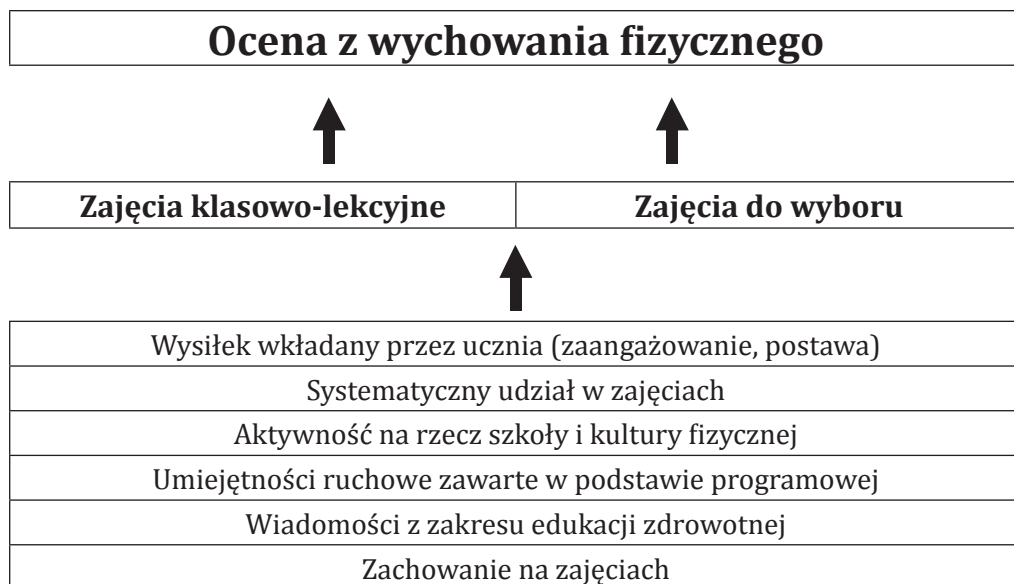 Ocena z wychowania fizycznego
Zajęcia klasowo-lekcyjne
Zajęcia do wyboru
Wysiłek wkładany przez ucznia (zaangażowanie, postawa)
Systematyczny udział w zajęciach
Aktywność na rzecz szkoły i kultury fizycznej
Umiejętności ruchowe zawarte w podstawie programowej
Wiadomości z zakresu edukacji zdrowotnej
Zachowanie na zajęciach